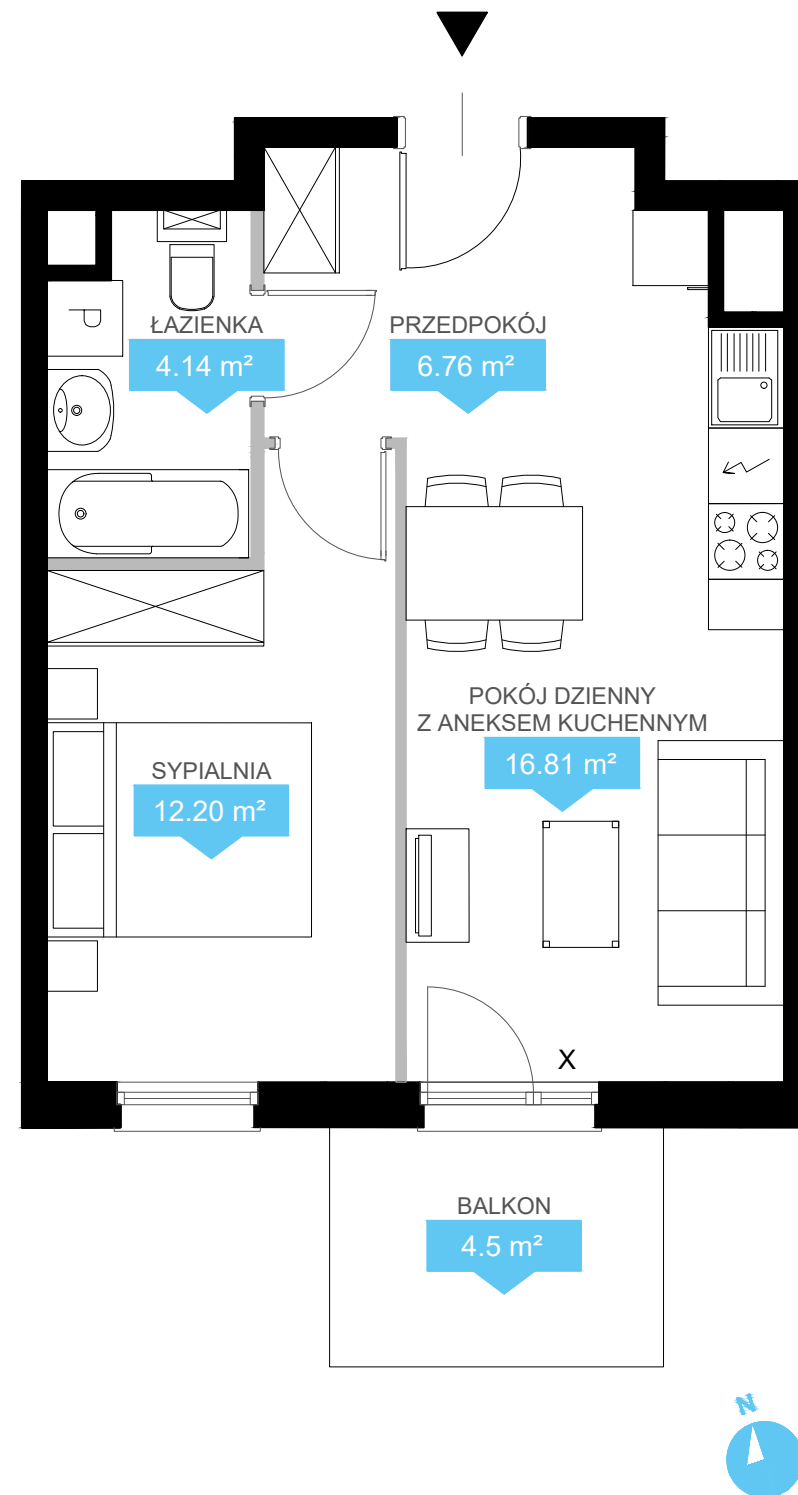 ŁAZIENKA
4.14 m²
PRZEDPOKÓJ
6.76 m²
P
POKÓJ DZIENNY
Z ANEKSEM KUCHENNYM
16.81 m²
SYPIALNIA
12.20 m²
X
BALKON
4.5 m²
N